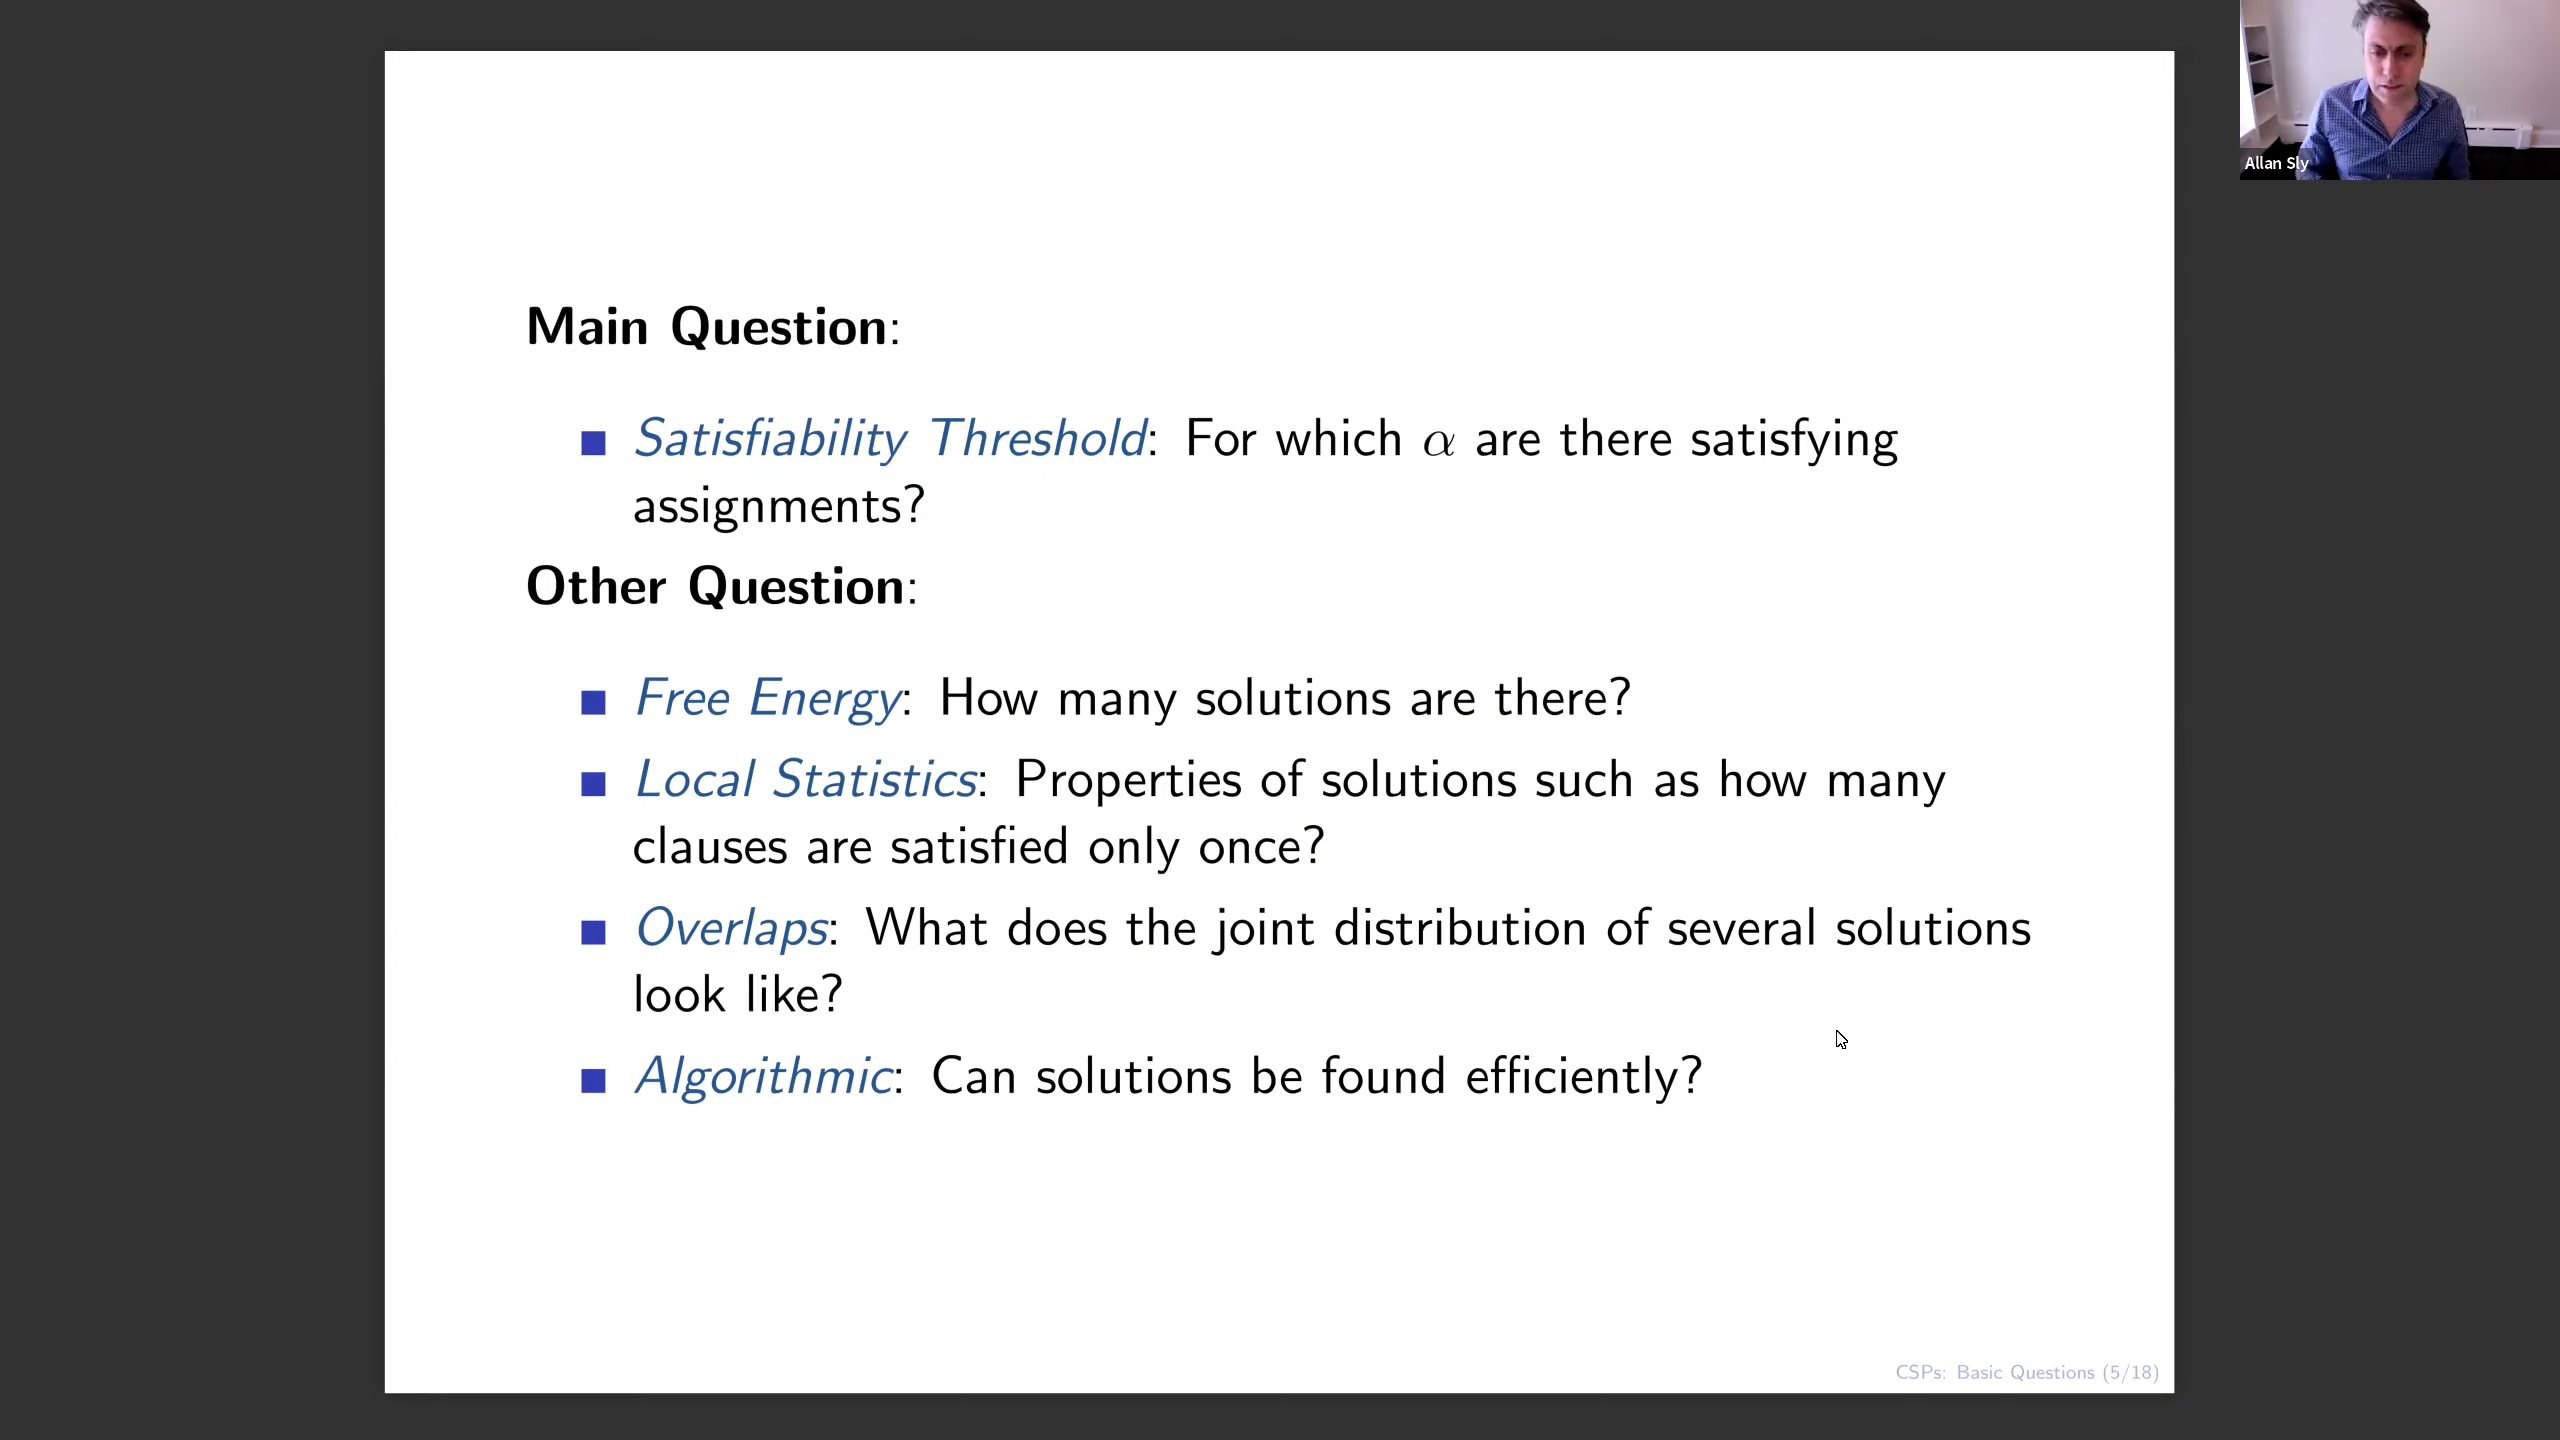 Allan Sly
Main Question:
Satisfiability Threshold: For which α are there satisfying
assignments?
Other Question:
Free Energy: How many solutions are there?
Local Statistics: Properties of solutions such as how many
clauses are satisfied only once?
Overlaps: What does the joint distribution of several solutions
look like?
Algorithmic: Can solutions be found efficiently?
CSPs: Basic Questions (5/18)